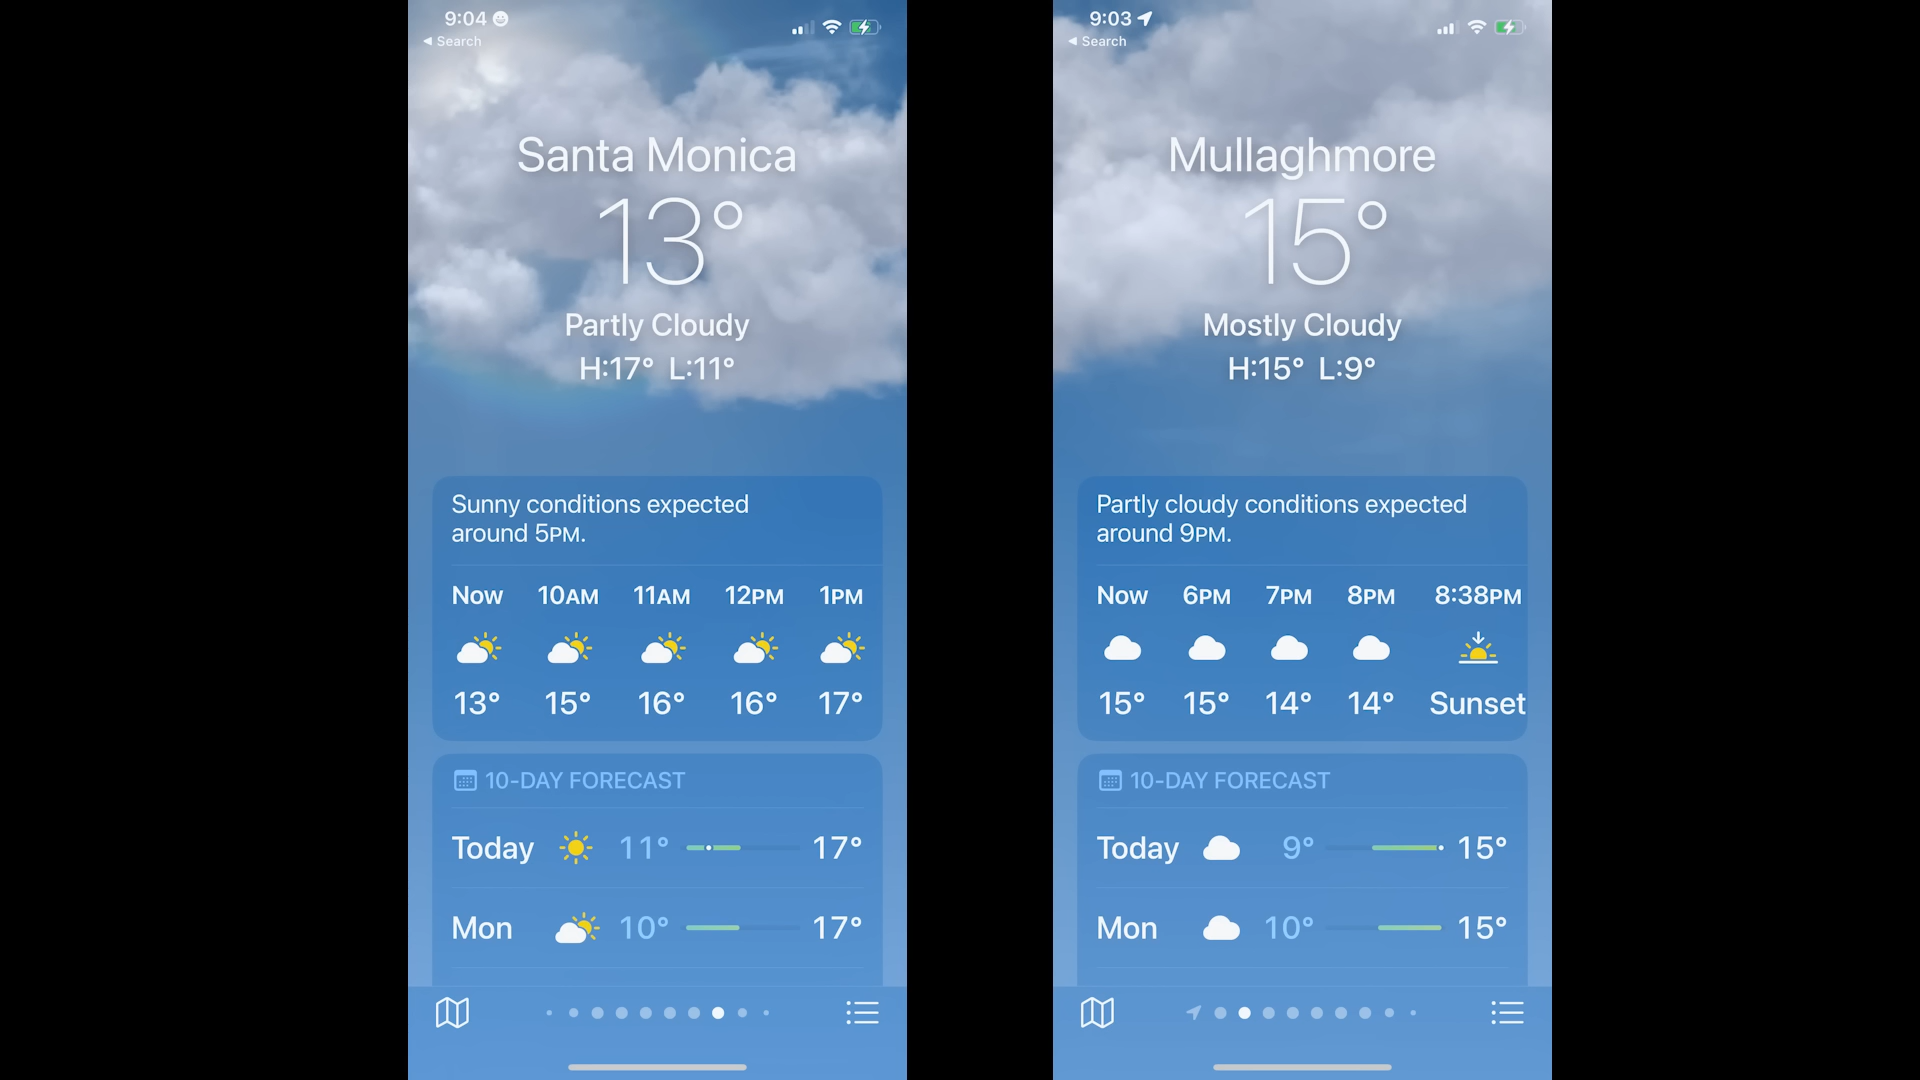 9:04
◀ Search
Santa Monica
13°
Partly Cloudy
H:17° L:11°
Sunny conditions expected
around 5PM.
Now 10AM 11AM 12PM 1PM
13° 15° 16° 16° 17°
10-DAY FORECAST
Today 11° 17°
Mon 10° 17°
9:03
◀ Search
Mullaghmore
15°
Mostly Cloudy
H:15° L:9°
Partly cloudy conditions expected
around 9PM.
Now 6PM 7PM 8PM 8:38PM
15° 15° 14° 14° Sunset
10-DAY FORECAST
Today 9° 15°
Mon 10° 15°